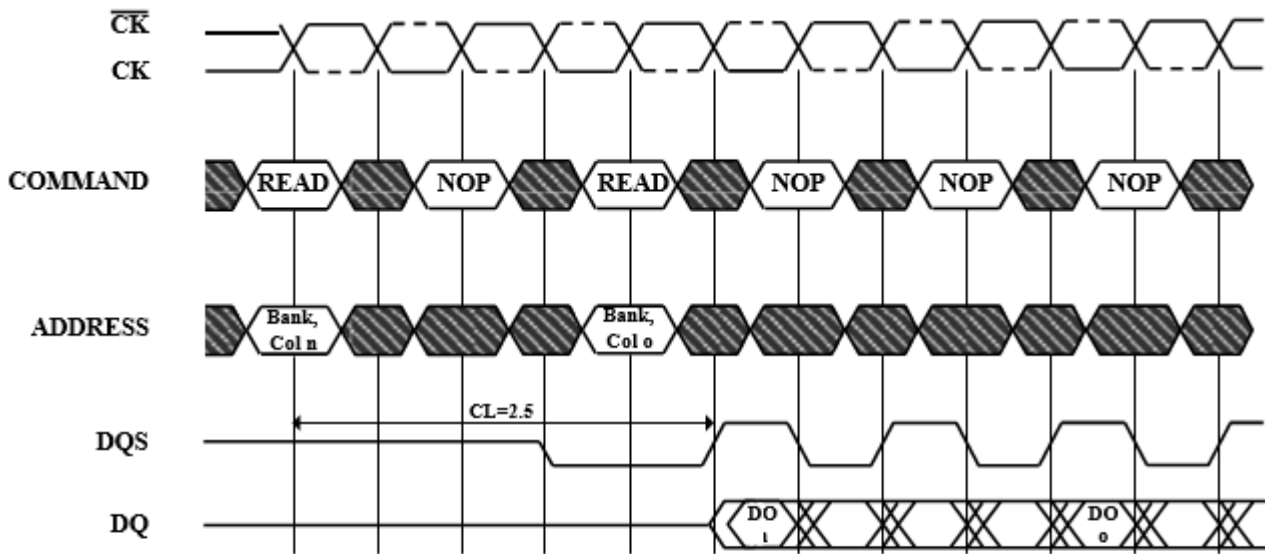 CK
CK
COMMAND
READ
NOP
READ
NOP
NOP
NOP
ADDRESS
Bank,
Col n
Bank,
Col o
CL=2.5
DQS
DQ
DO
DO
o